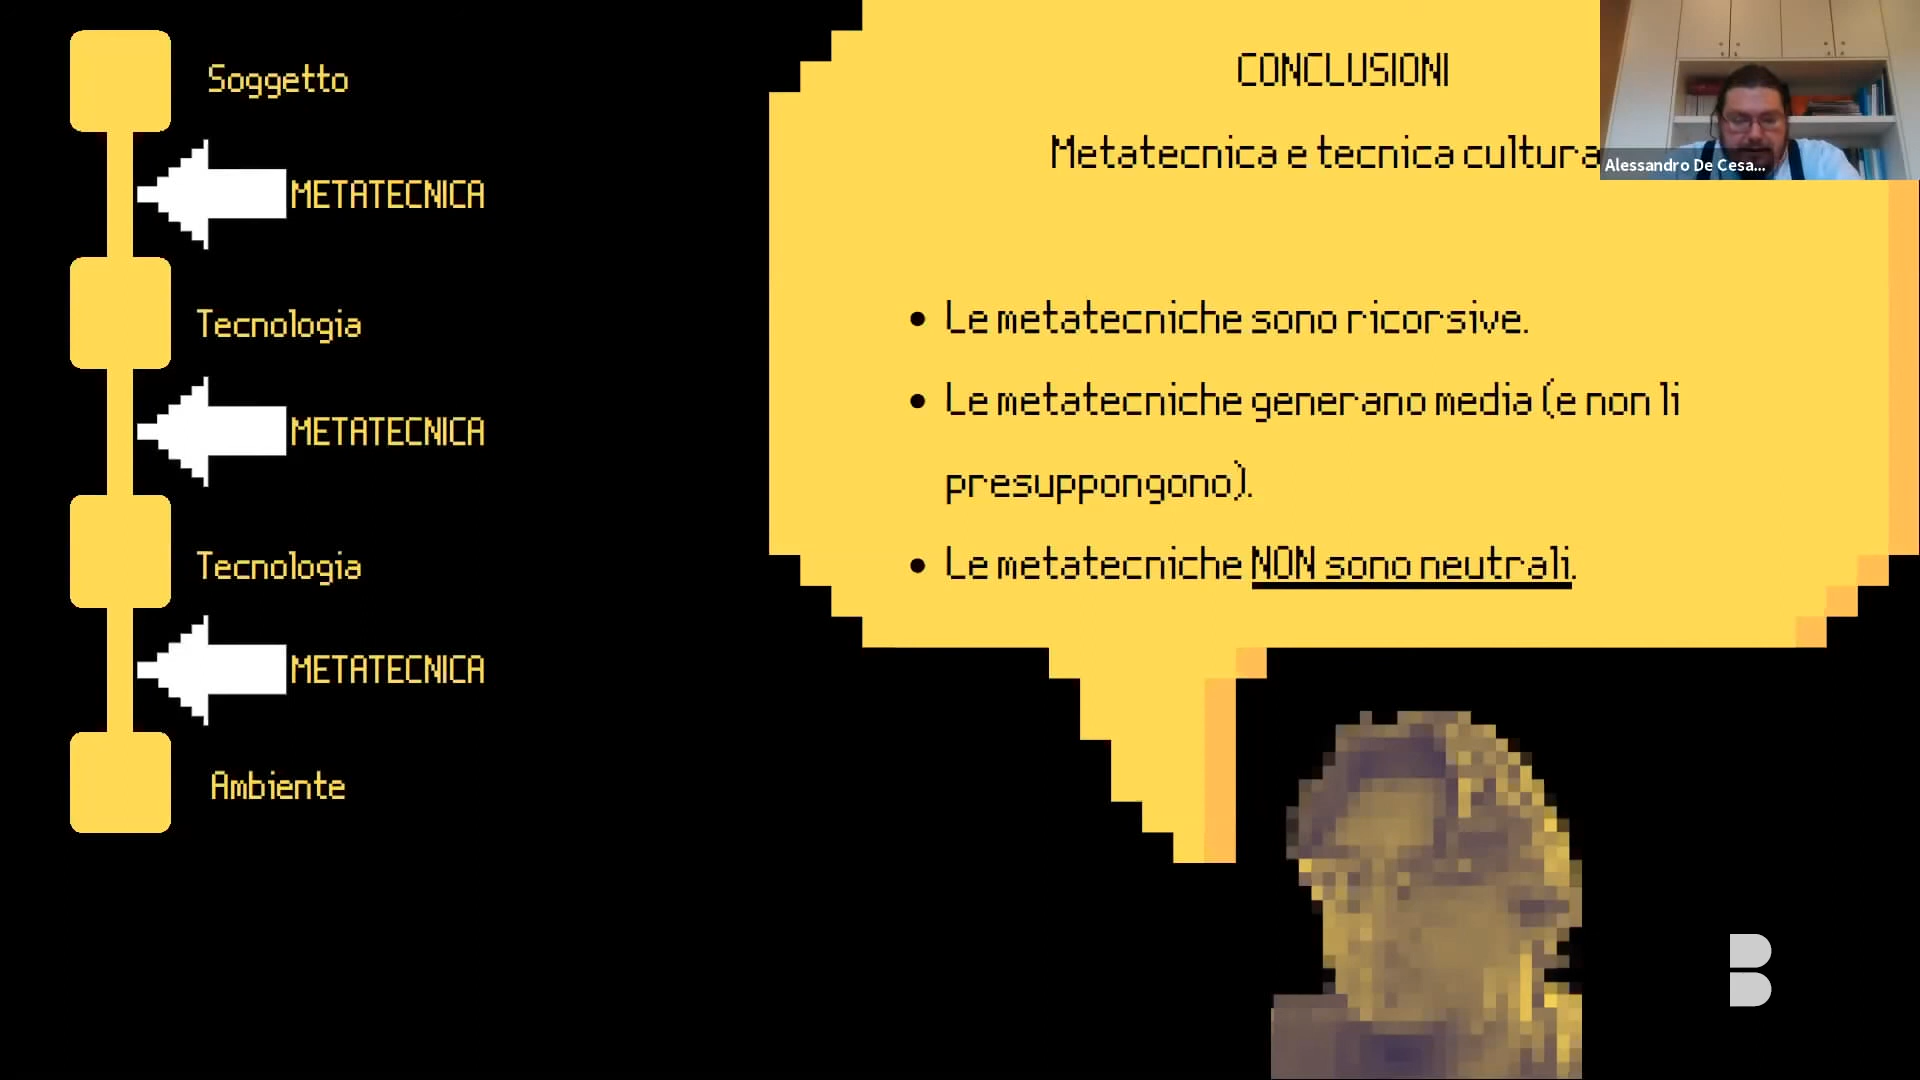 Soggetto
METATECNICA
Tecnologia
METATECNICA
Tecnologia
METATECNICA
Ambiente
CONCLUSIONI
Metatecnica e tecnica cultura
• Le metatecniche sono ricorsive.
• Le metatecniche generano media (e non li
presuppongono).
• Le metatecniche NON sono neutrali.
Alessandro De Cesa...